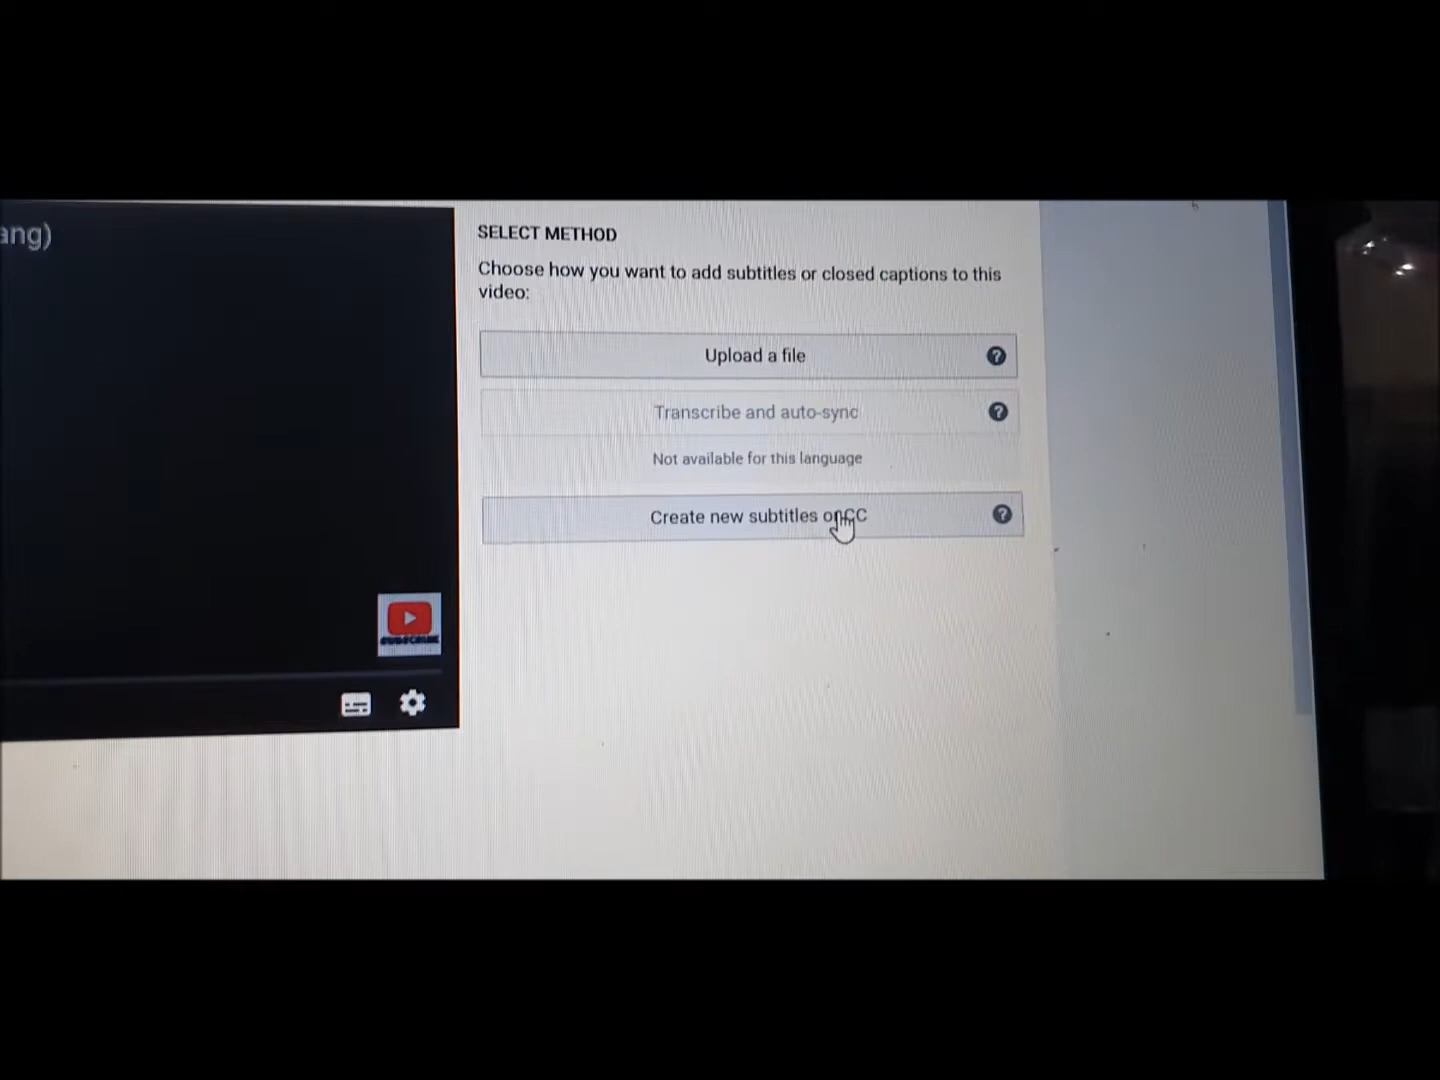 ang)
SELECT METHOD
Choose how you want to add subtitles or closed captions to this
video:
Upload a file
Transcribe and auto-sync
Not available for this language
Create new subtitles or CC
SUBSCRIBE